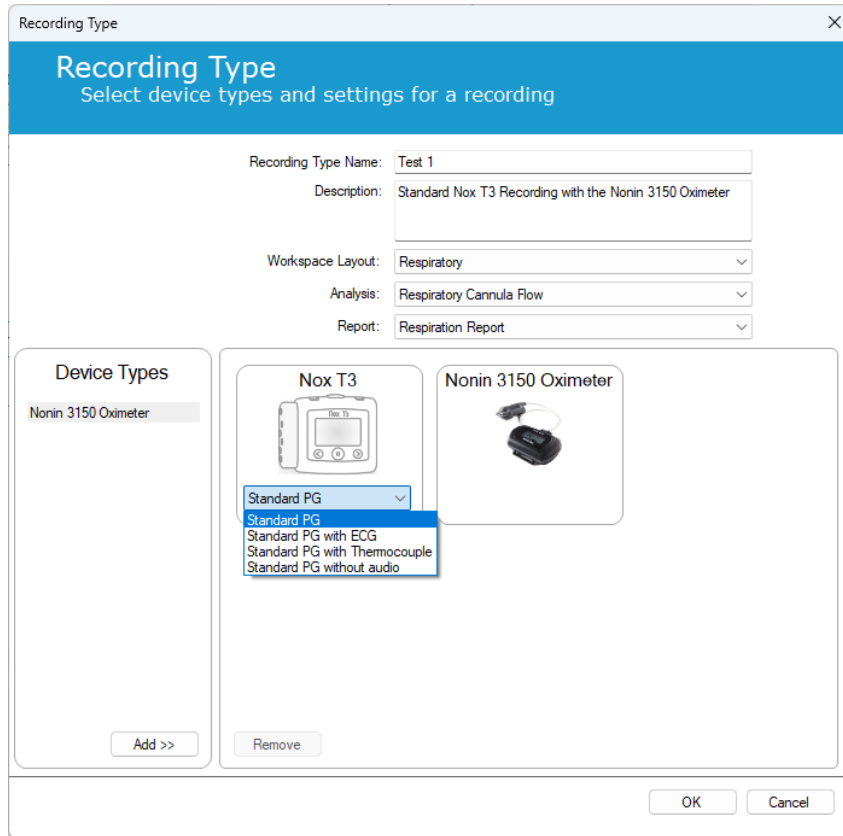 Recording Type
Recording Type
Select device types and settings for a recording
Recording Type Name: Test 1
Description: Standard Nox T3 Recording with the Nonin 3150 Oximeter
Workspace Layout: Respiratory
Analysis: Respiratory Cannula Flow
Report: Respiration Report
Device Types
Nonin 3150 Oximeter
Add >>
Nox T3
Nox T3
Standard PG
Standard PG
Standard PG with ECG
Standard PG with Thermocouple
Standard PG without audio
Nonin 3150 Oximeter
Remove
OK
Cancel